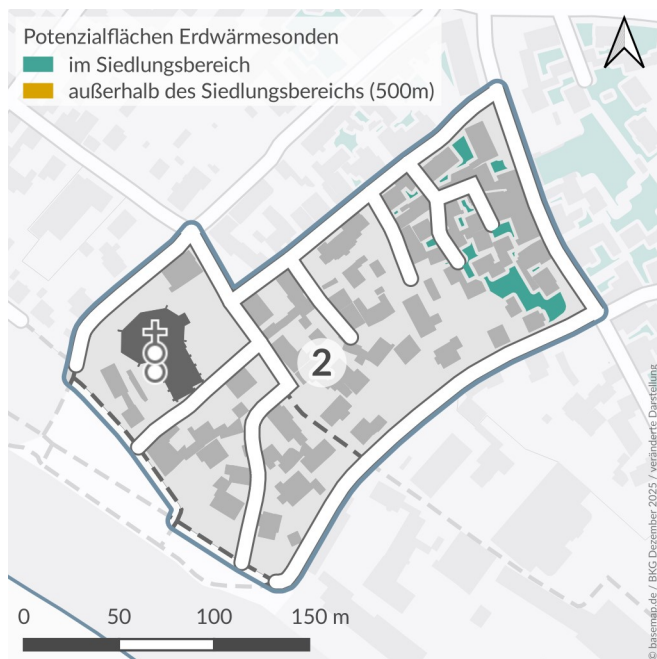 Potenzialflächen Erdwärmesonden
im Siedlungsbereich
außerhalb des Siedlungsbereichs (500m)
2
0 50 100 150 m
© basemap.de / BKG Dezember 2025 / veränderte Darstellung